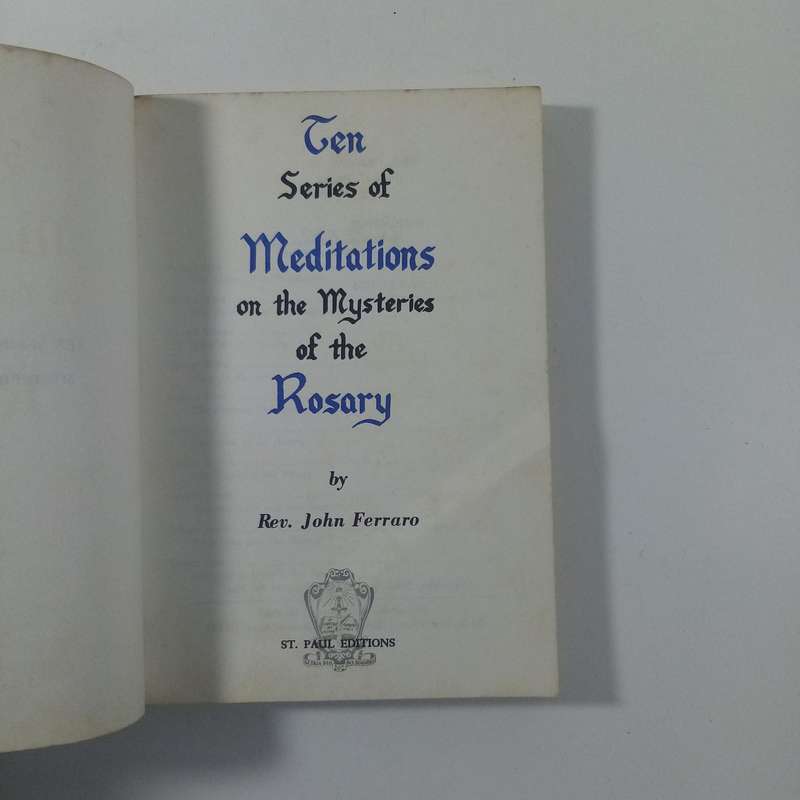 Ten
Series of
Meditations
on the Mysteries
of the
Rosary
by
Rev. John Ferraro
ST. PAUL EDITIONS